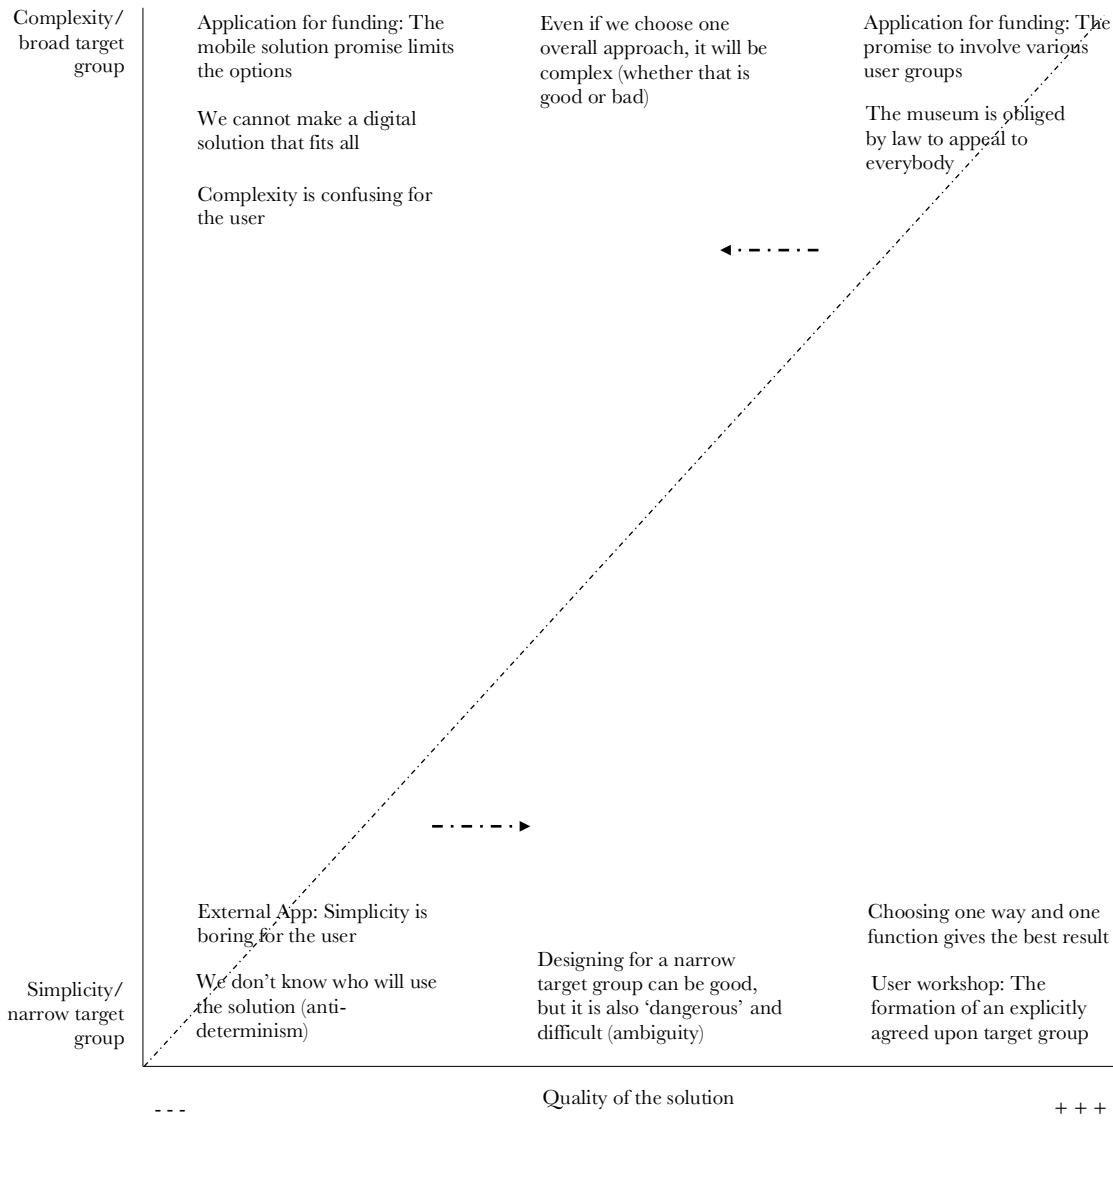 Complexity/
broad target
group
Application for funding: The
mobile solution promise limits
the options
We cannot make a digital
solution that fits all
Complexity is confusing for
the user
Even if we choose one
overall approach, it will be
complex (whether that is
good or bad)
Application for funding: The
promise to involve various
user groups
The museum is obliged
by law to appeal to
everybody
Simplicity/
narrow target
group
External App: Simplicity is
boring for the user
We don’t know who will use
the solution (anti-
determinism)
Designing for a narrow
target group can be good,
but it is also ‘dangerous’ and
difficult (ambiguity)
Choosing one way and one
function gives the best result
User workshop: The
formation of an explicitly
agreed upon target group
- - -
Quality of the solution
+ + +